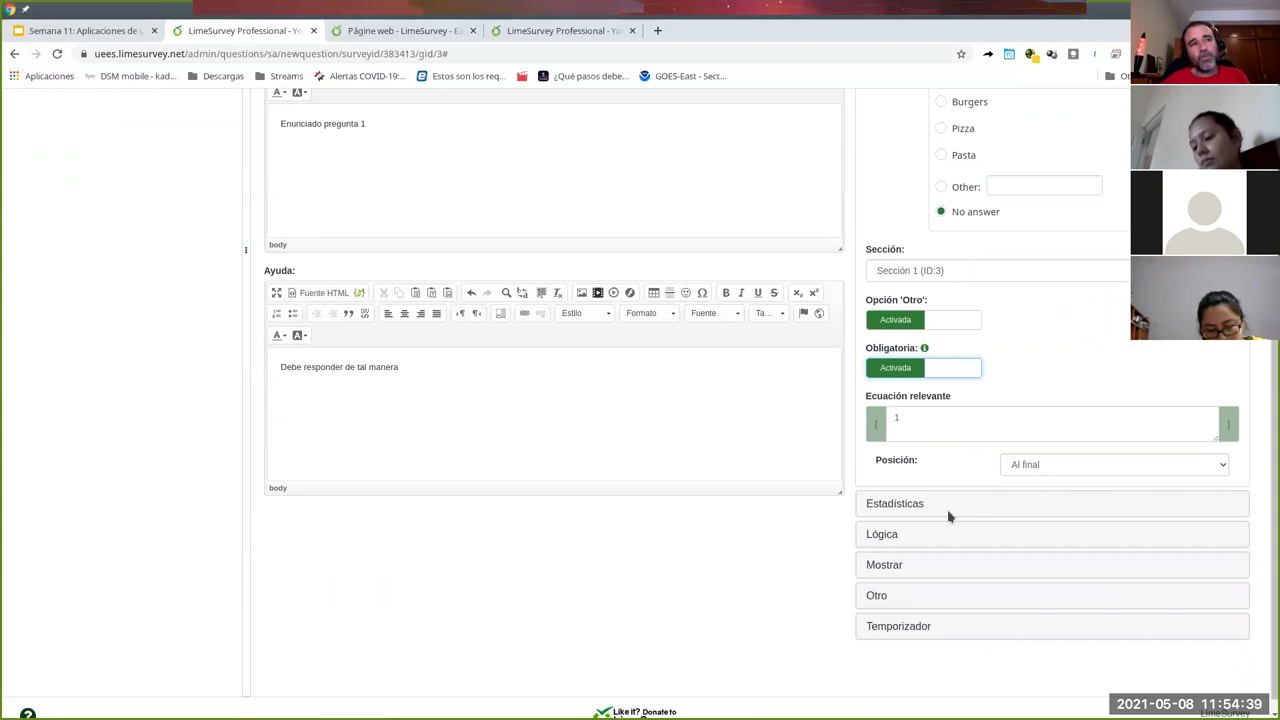 Semana 11: Aplicaciones de u
LimeSurvey Professional - Yo
Página web - LimeSurvey - Ea
LimeSurvey Professional - Yo
uees.limesurvey.net/admin/questions/sa/newquestion/surveyid/383413/gid/3#
Aplicaciones
DSM mobile - kad...
Descargas
Streams
Alertas COVID-19:...
Estos son los req...
¿Qué pasos debe...
GOES-East - Sect...
Ot
Enunciado pregunta 1
body
Ayuda:
Fuente HTML
Estilo
Formato
Fuente
Ta...
Debe responder de tal manera
body
Burgers
Pizza
Pasta
Other:
No answer
Sección:
Sección 1 (ID:3)
Opción 'Otro':
Activada
Obligatoria:
Activada
Ecuación relevante
{ 1 }
Posición:
Al final
Estadísticas
Lógica
Mostrar
Otro
Temporizador
Like it? Donate to
LimeSurvey
2021-05-08 11:54:39